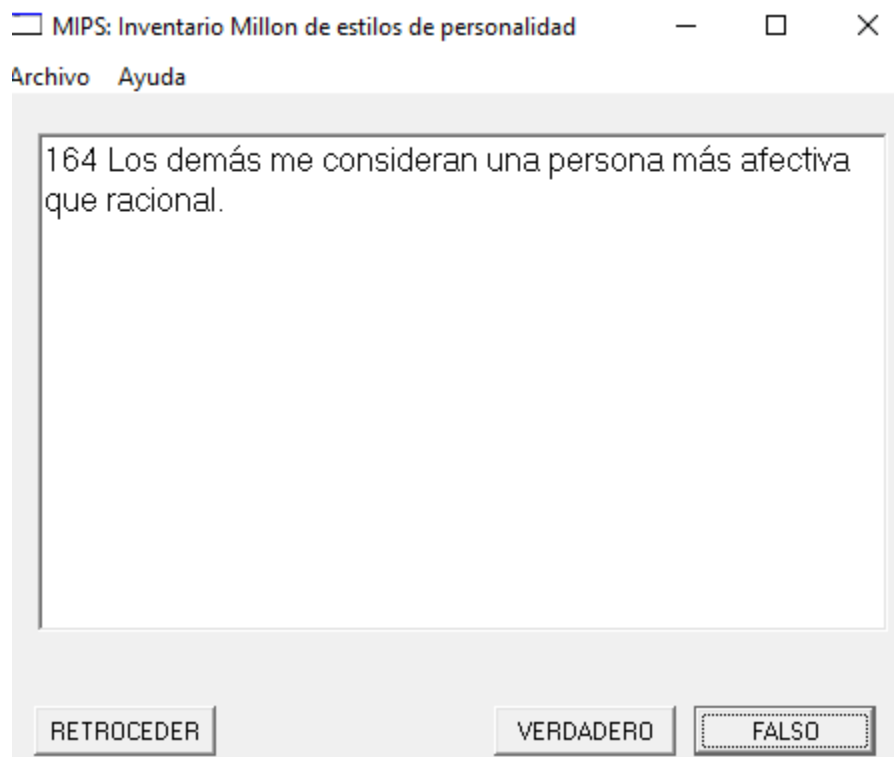 MIPS: Inventario Millon de estilos de personalidad
Archivo Ayuda
164 Los demás me consideran una persona más afectiva
que racional.
RETROCEDER VERDADERO FALSO